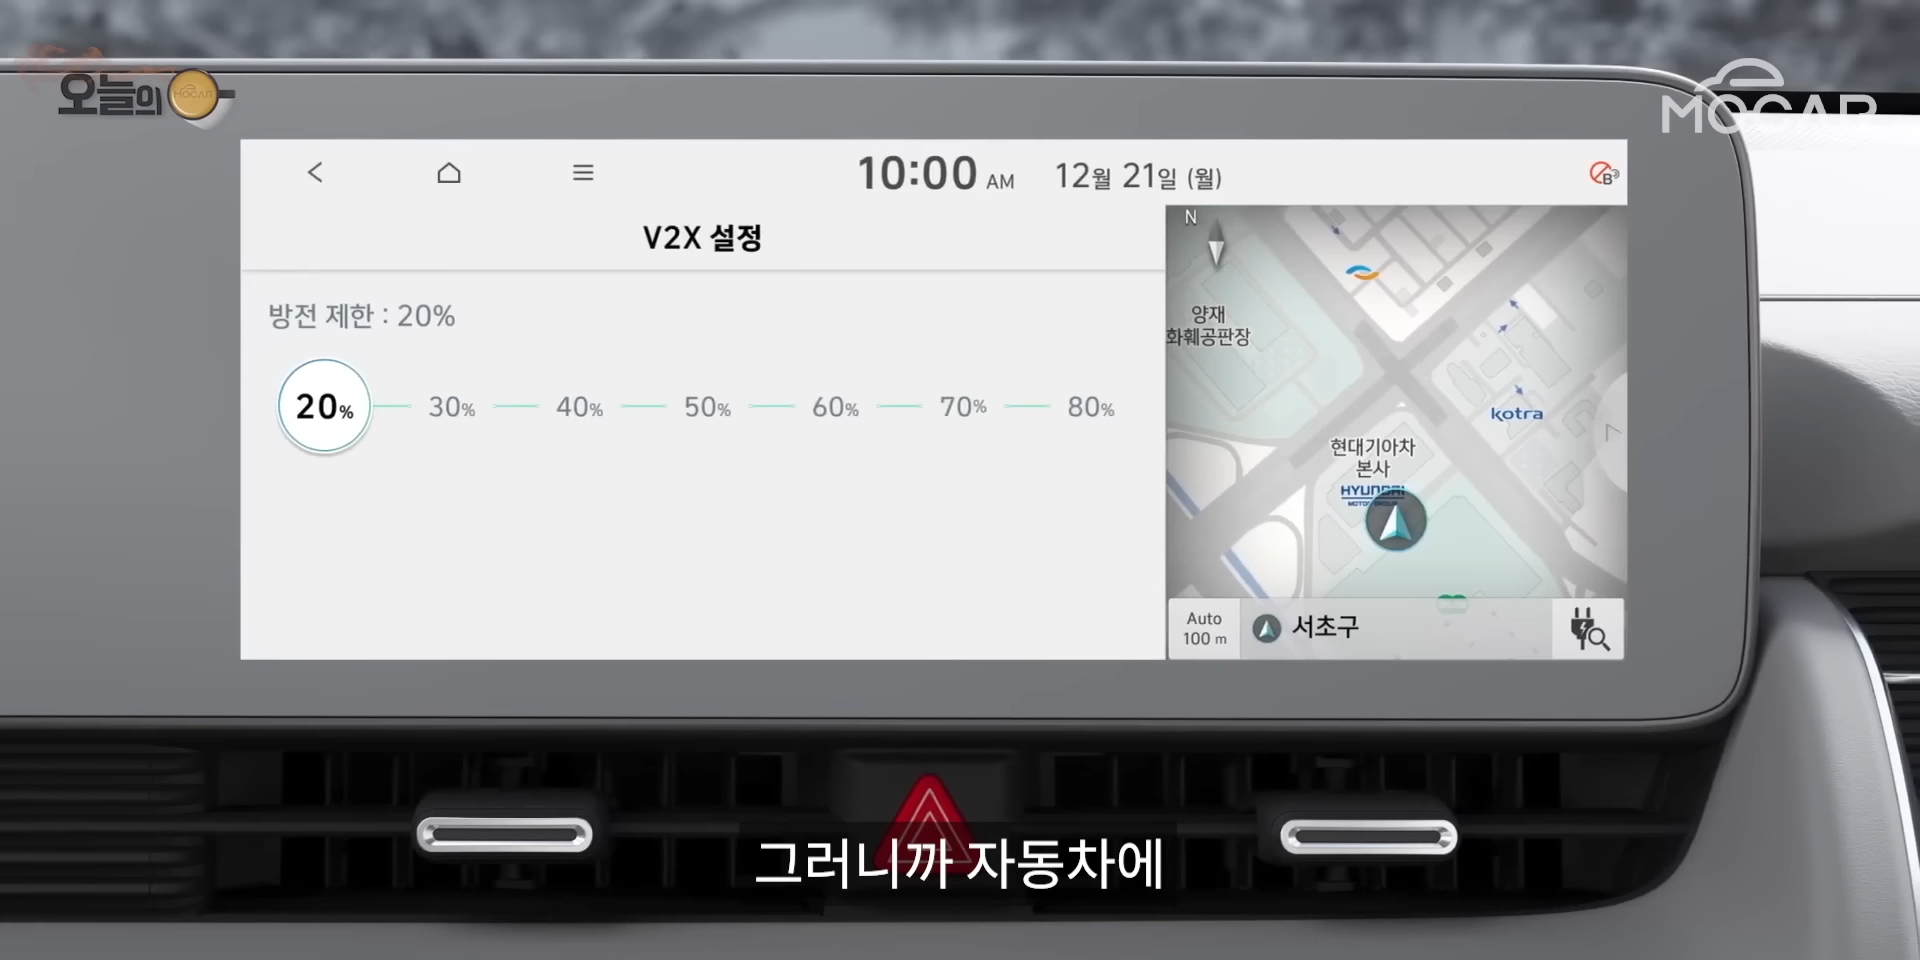 오늘의
MOCAR
MOCAR
10:00 AM 12월 21일 (월)
B
V2X 설정
방전 제한 : 20%
20% 30% 40% 50% 60% 70% 80%
N
양재
화훼공판장
kotra
현대기아차
본사
HYUNDAI
MOTOR GROUP
Auto
100 m
서초구
그러니까 자동차에